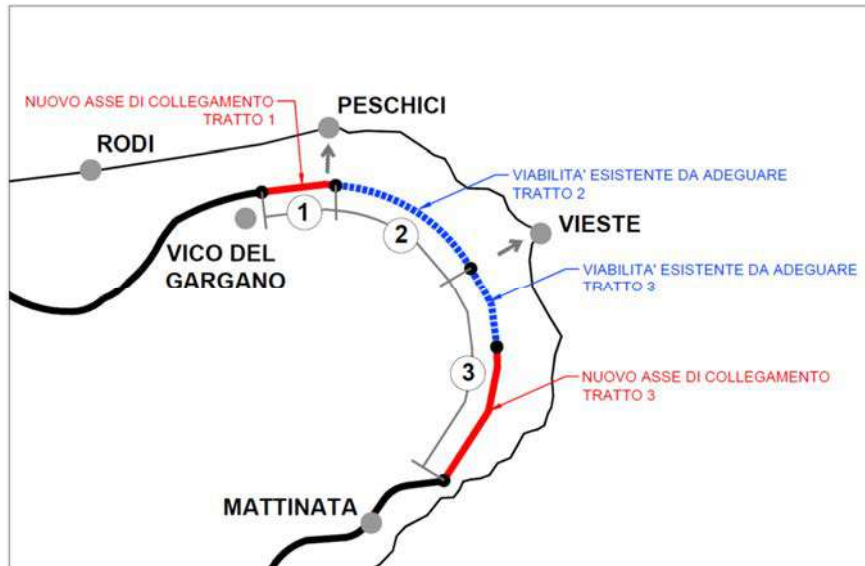 NUOVO ASSE DI COLLEGAMENTO
TRATTO 1
PESCHICI
RODI
VIABILITA' ESISTENTE DA ADEGUARE
TRATTO 2
1
2
VICO DEL
GARGANO
VIESTE
VIABILITA' ESISTENTE DA ADEGUARE
TRATTO 3
3
NUOVO ASSE DI COLLEGAMENTO
TRATTO 3
MATTINATA